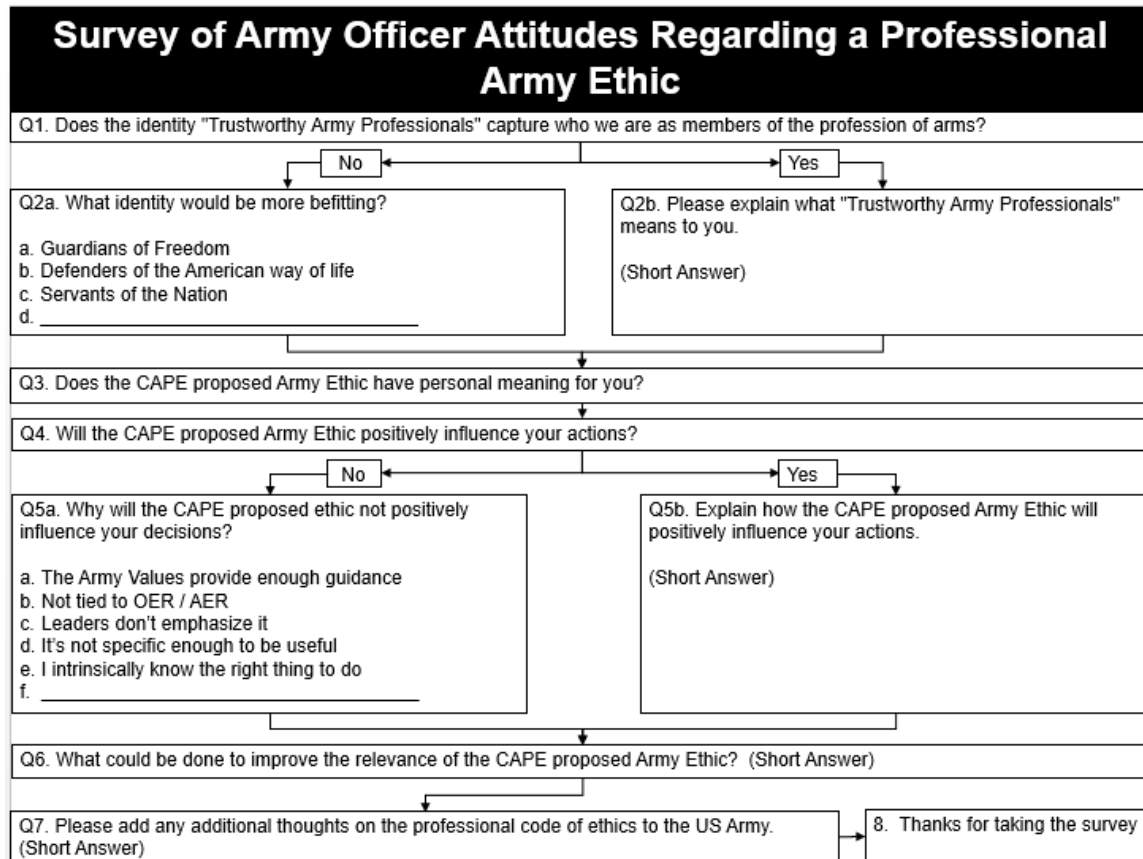 Survey of Army Officer Attitudes Regarding a Professional
Army Ethic
Q1. Does the identity "Trustworthy Army Professionals" capture who we are as members of the profession of arms?
No
Yes
Q2a. What identity would be more befitting?
a. Guardians of Freedom
b. Defenders of the American way of life
c. Servants of the Nation
d. ____________________
Q2b. Please explain what "Trustworthy Army Professionals"
means to you.
(Short Answer)
Q3. Does the CAPE proposed Army Ethic have personal meaning for you?
Q4. Will the CAPE proposed Army Ethic positively influence your actions?
No
Yes
Q5a. Why will the CAPE proposed ethic not positively
influence your decisions?
a. The Army Values provide enough guidance
b. Not tied to OER / AER
c. Leaders don't emphasize it
d. It's not specific enough to be useful
e. I intrinsically know the right thing to do
f. ____________________
Q5b. Explain how the CAPE proposed Army Ethic will
positively influence your actions.
(Short Answer)
Q6. What could be done to improve the relevance of the CAPE proposed Army Ethic? (Short Answer)
Q7. Please add any additional thoughts on the professional code of ethics to the US Army.
(Short Answer)
8. Thanks for taking the survey